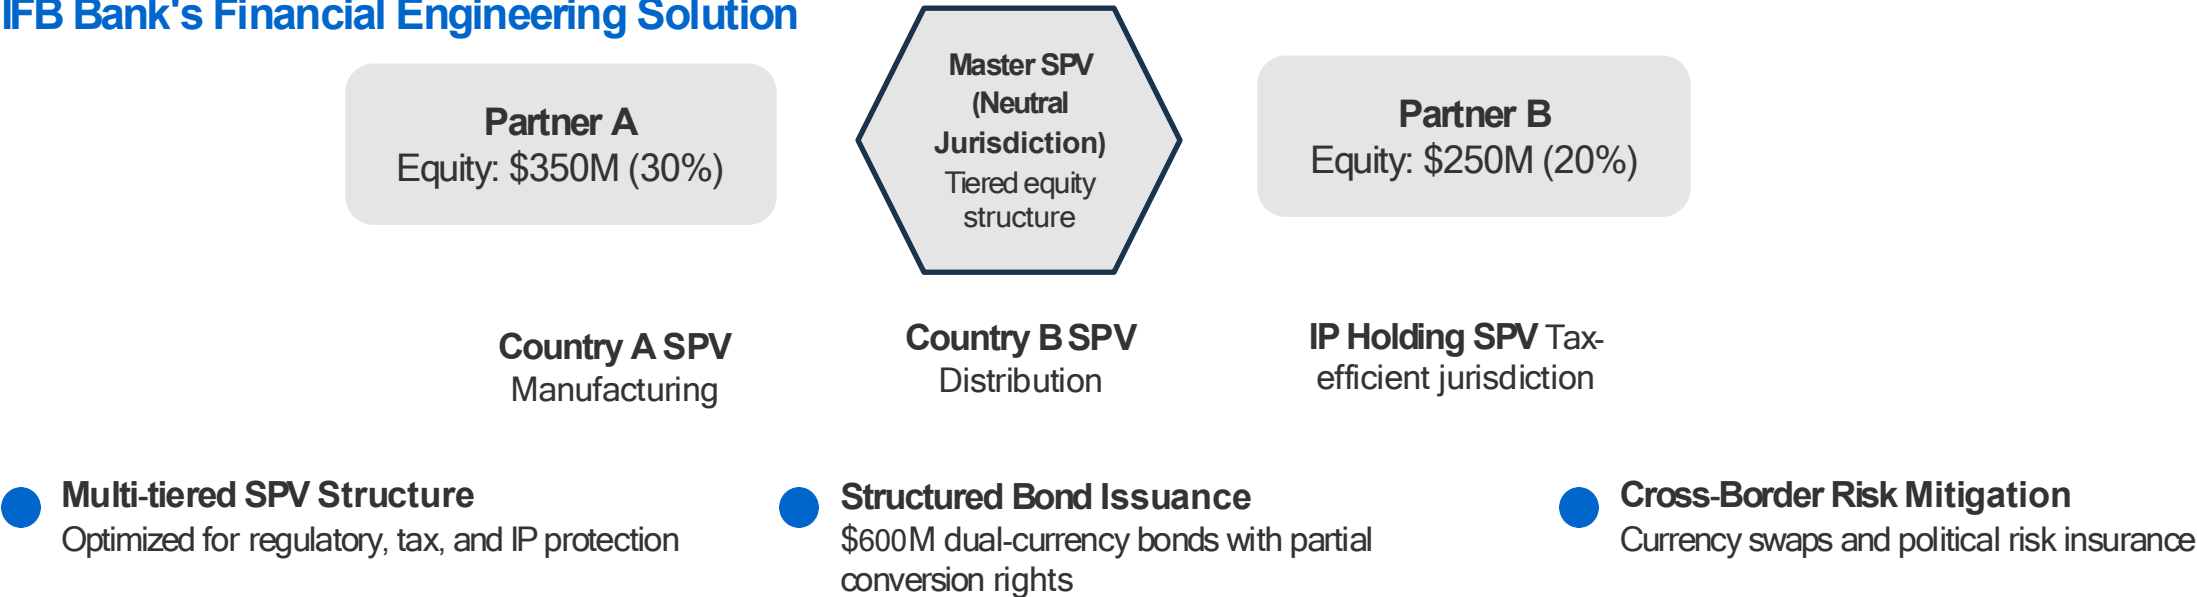 IFB Bank's Financial Engineering Solution
Partner A
Equity: $350M (30%)
Master SPV
(Neutral
Jurisdiction)
Tiered equity
structure
Partner B
Equity: $250M (20%)
Country A SPV
Manufacturing
Country B SPV
Distribution
IP Holding SPV Tax-
efficient jurisdiction
Multi-tiered SPV Structure
Optimized for regulatory, tax, and IP protection
Structured Bond Issuance
$600M dual-currency bonds with partial
conversion rights
Cross-Border Risk Mitigation
Currency swaps and political risk insurance